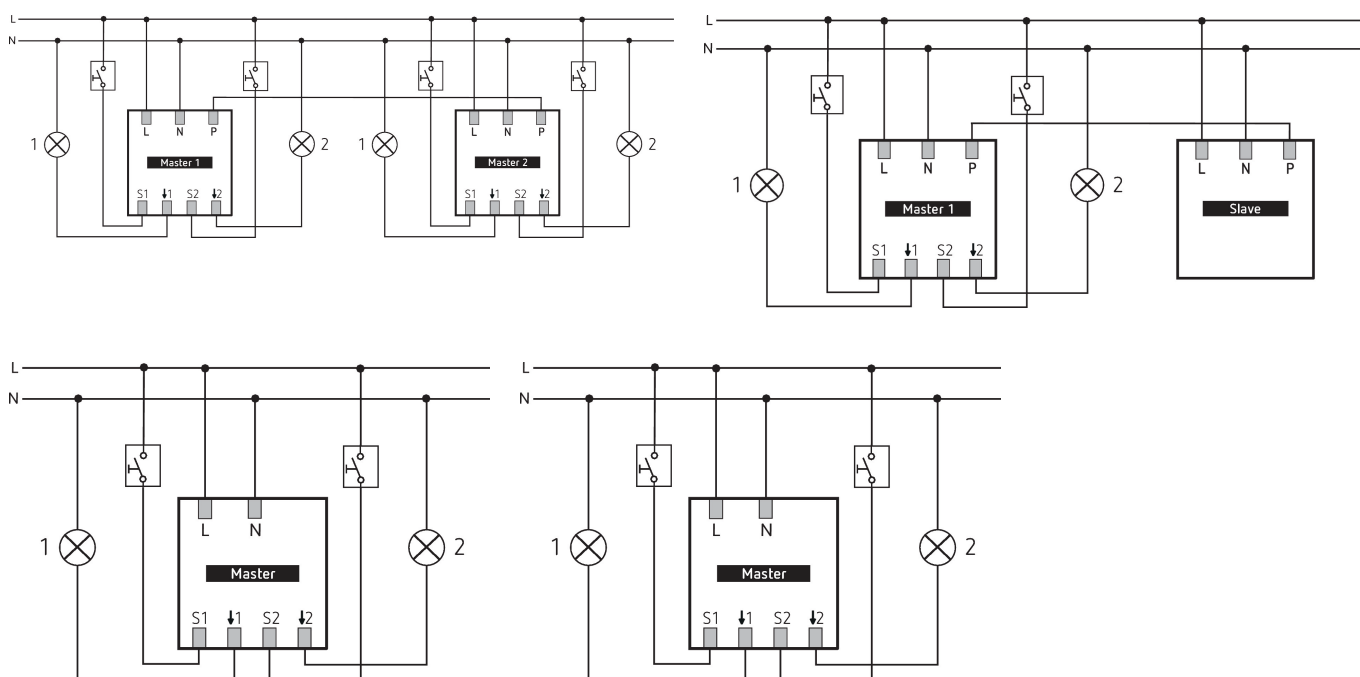 L
N
1 2 1 2
L N P L N P
Master 1 Master 2
S1 ↓1 S2 ↓2 S1 ↓1 S2 ↓2
L
N
L N P L N P
1 2
Master 1 Slave
S1 ↓1 S2 ↓2
L
N
L N
1 2
Master
S1 ↓1 S2 ↓2
L
N
L N
1 2
Master
S1 ↓1 S2 ↓2